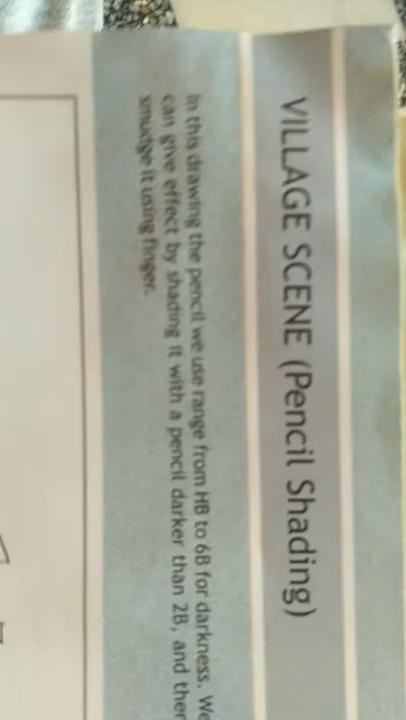 VILLAGE SCENE (Pencil Shading)
In this drawing the pencil we use range from HB to 6B for darkness. We
can give effect by shading it with a pencil darker than 2B, and then
smudge it using finger.